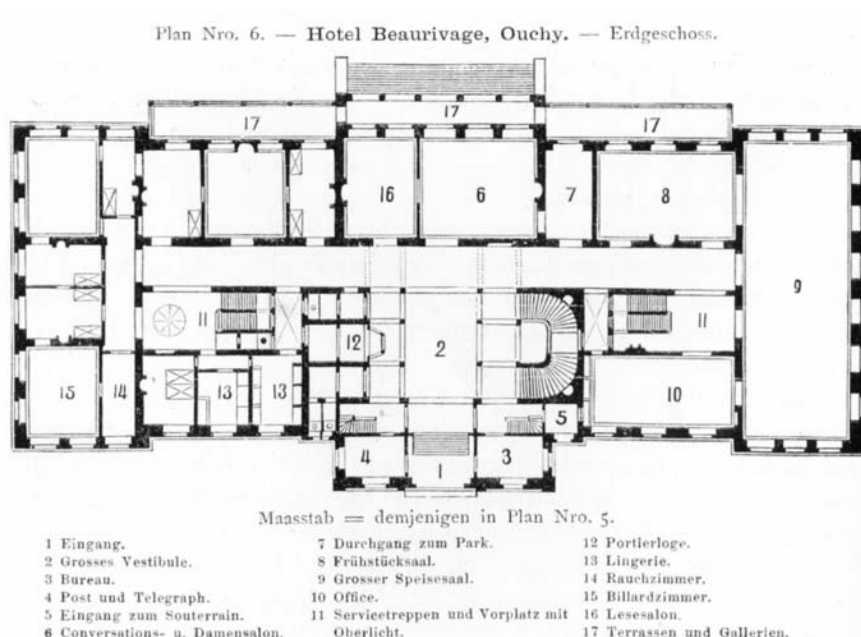 Plan Nro. 6. — Hotel Beaurivage, Ouchy. — Erdgeschoss.
17
17
17
16
6
7
8
9
11
12
2
11
15
14
13
13
10
5
4
1
3
Maasstab = demjenigen in Plan Nro. 5.
1 Eingang.
2 Grosses Vestibule.
3 Bureau.
4 Post und Telegraph.
5 Eingang zum Souterrain.
6 Conversations- u. Damensalon.
7 Durchgang zum Park.
8 Frühstücksaal.
9 Grosser Speisesaal.
10 Office.
11 Servicetreppen und Vorplatz mit
Oberlicht.
12 Portierloge.
13 Lingerie.
14 Rauchzimmer.
15 Billardzimmer.
16 Lesesalon.
17 Terrassen und Gallerien.